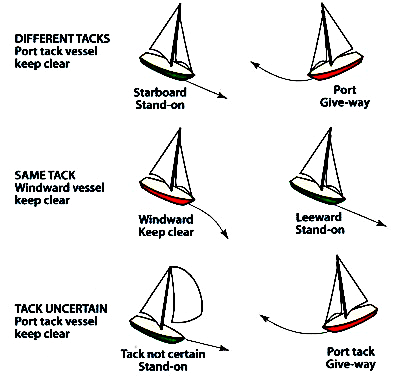 DIFFERENT TACKS
Port tack vessel
keep clear
Starboard
Stand-on
Port
Give-way
SAME TACK
Windward vessel
keep clear
Windward
Keep clear
Leeward
Stand-on
TACK UNCERTAIN
Port tack vessel
keep clear
Tack not certain
Stand-on
Port tack
Give-way